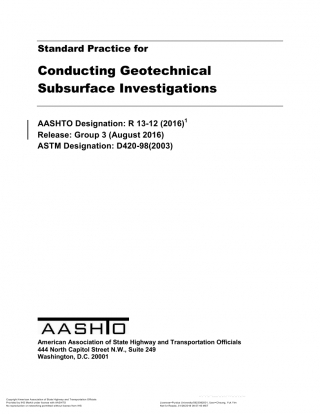 Standard Practice for
Conducting Geotechnical
Subsurface Investigations
AASHTO Designation: R 13-12 (2016)1
Release: Group 3 (August 2016)
ASTM Designation: D420-98(2003)
AASHTO
American Association of State Highway and Transportation Officials
444 North Capitol Street N.W., Suite 249
Washington, D.C. 20001